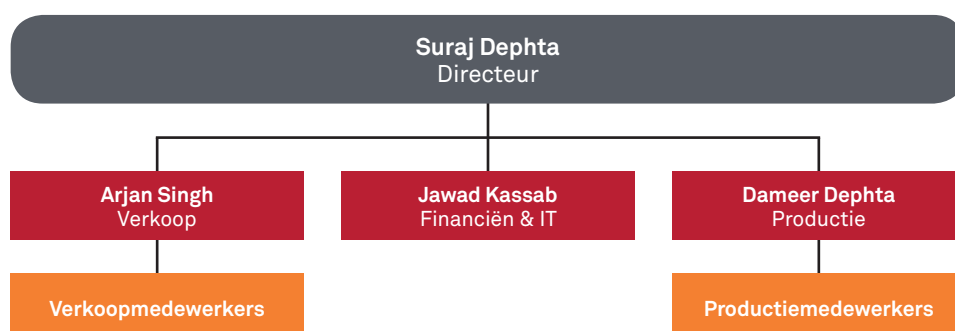 Suraj Dephta
Directeur
Arjan Singh
Verkoop
Jawad Kassab
Financiën & IT
Dameer Dephta
Productie
Verkoopmedewerkers
Productiemedewerkers